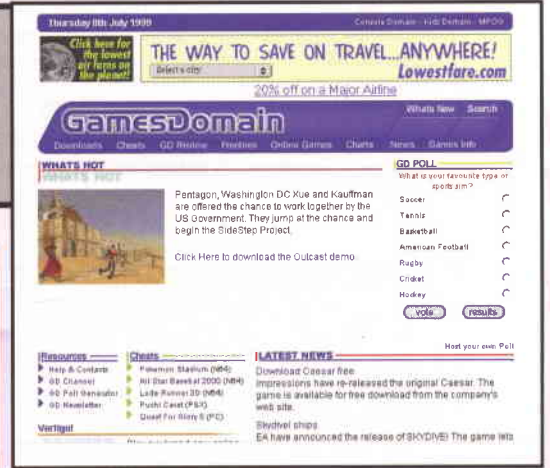 Thursday 8th July 1999
Console Domain - Kidz Domain - MPOG
Click here for
the lowest
air fares on
the planet!
THE WAY TO SAVE ON TRAVEL...ANYWHERE!
Select a city
Lowestfare.com
20% off on a Major Airline
Whats New Search
GamesDomain
Downloads Cheats GD Review Freebies Online Games Charts News Games Info
WHATS HOT
WHATS HOT
Pentagon, Washington DC Xue and Kauffman
are offered the chance to work together by the
US Government. They jump at the chance and
begin the SideStep Project.
Click Here to download the Outcast demo
GD POLL
What is your favourite type of
sports sim?
Soccer
Tennis
Basketball
American Football
Rugby
Cricket
Hockey
vote results
Host your own Poll
Resources
Help & Contacts
GD Channel
GD Poll Generator
GD Newsletter
Vertigo!
Cheats
Pokemon Stadium (N64)
All Star Baseball 2000 (N64)
Lode Runner 3D (N64)
Quest For Glory 5 (PC)
LATEST NEWS
Download Caesar free
Impressions have re-released the original Caesar. The
game is available for free download from the company's
web site.
Skydive! ships
EA have announced the release of SKYDIVE! The game lets